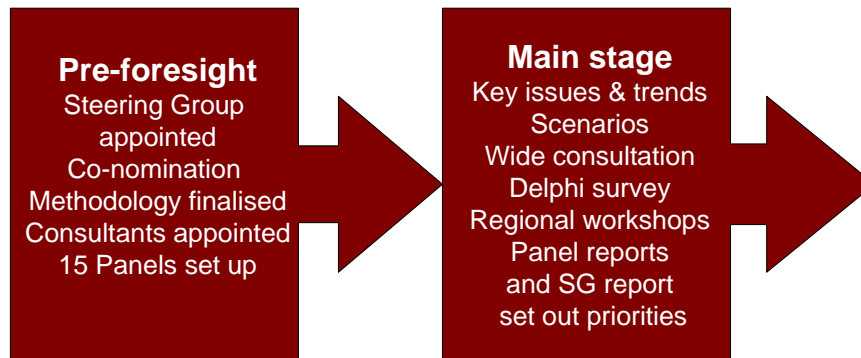 Pre-foresight
Steering Group
appointed
Co-nomination
Methodology finalised
Consultants appointed
15 Panels set up
Main stage
Key issues & trends
Scenarios
Wide consultation
Delphi survey
Regional workshops
Panel reports
and SG report
set out priorities